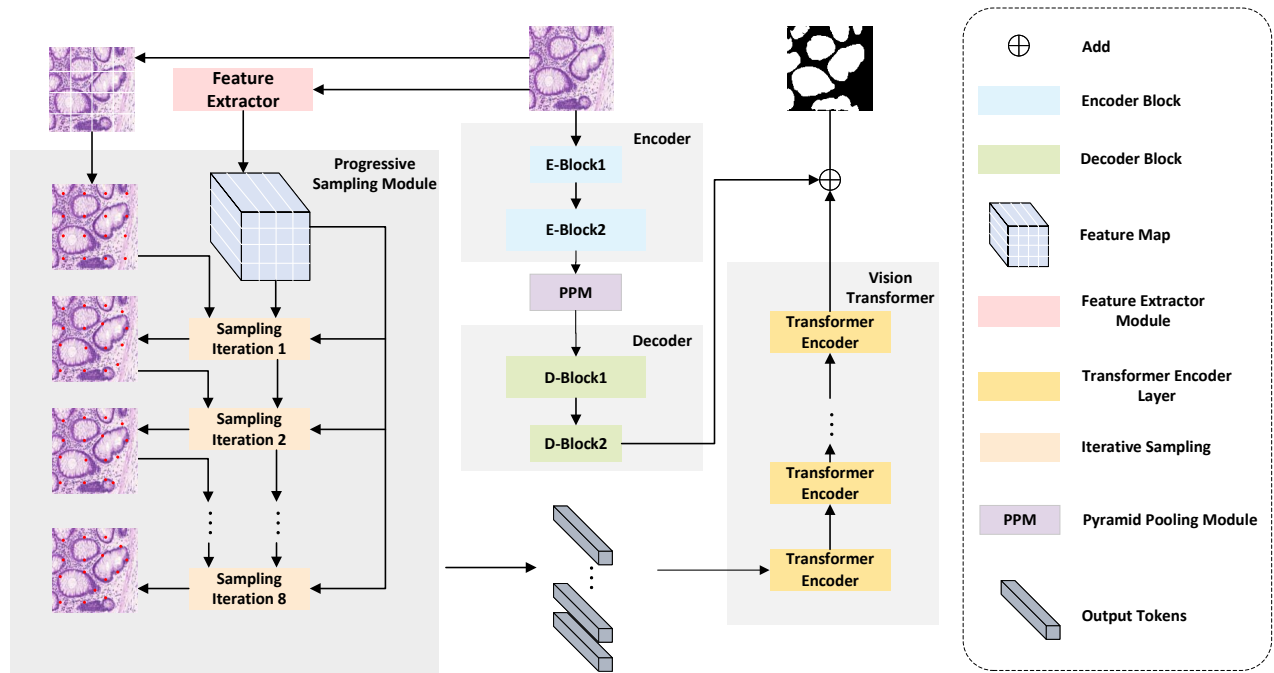 Feature
Extractor
Progressive
Sampling Module
Sampling
Iteration 1
Sampling
Iteration 2
Sampling
Iteration 8
Encoder
E-Block1
E-Block2
PPM
Decoder
D-Block1
D-Block2
Vision
Transformer
Transformer
Encoder
Transformer
Encoder
Transformer
Encoder
Add
Encoder Block
Decoder Block
Feature Map
Feature Extractor
Module
Transformer Encoder
Layer
Iterative Sampling
PPM Pyramid Pooling Module
Output Tokens